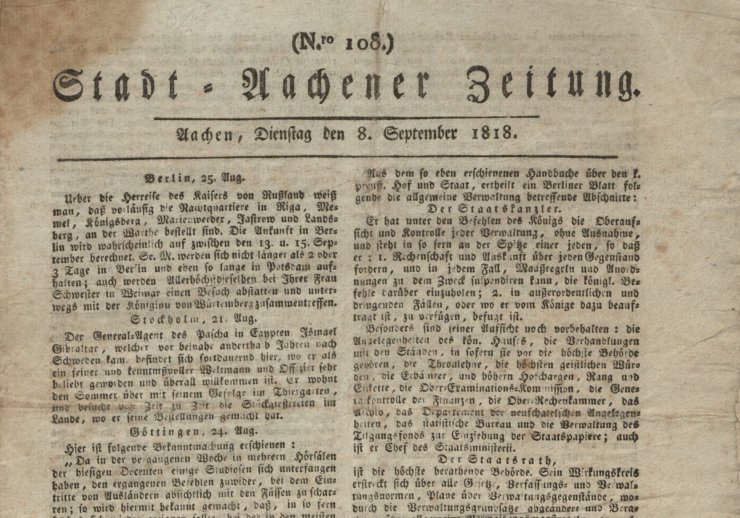 (N.ro 108.)
Stadt-Aachener Zeitung.
Aachen, Dienstag den 8. September 1818.
Berlin, 25. Aug.
Ueber die Herreise des Kaisers von Rußland weiß
man, daß vorläufig die Nachtquartiere in Riga, Me-
mel, Königsberg, Marienwerder, Jastrow und Lands-
berg, an der Warthe bestellt sind. Die Ankunft in Ber-
lin wird wahrscheinlich auf zwischen den 13. u. 15. Sep-
tember berechnet. Se. M. werden sich nicht länger als 2 oder
3 Tage in Berlin und eben so lange in Potsdam auf-
halten; auch werden Allerhöchstdieselben bei Ihrer Frau
Schwester in Weimar einen Besuch abstatten und unter-
wegs mit der Königinn von Würtemberg zusammentreffen.
Stockholm, 21. Aug.
Der General-Agent des Pascha in Egypten, Ismael
Gibraltar, welcher vor beinahe anderthalb Jahren nach
Schweden kam, befindet sich fortdauernd hier, wo er als
ein feiner und kenntnißvoller Weltmann und Offizier sehr
beliebt geworden und überall willkommen ist. Er wohnt
den Sommer über mit seinem Gefolge im Thiergarten,
und besucht von Zeit zu Zeit die Stückgießereien im
Lande, wo er seine Bestellungen gemacht hat.
Göttingen, 24. Aug.
Hier ist folgende Bekanntmachung erschienen:
„Da in der vergangenen Woche in mehrern Hörsälen
der hiesigen Docenten einige Studiosen sich unterfangen
haben, den ergangenen Befehlen zuwider, bei dem Ein-
tritte von Ausländern absichtlich mit den Füssen zu schar-
ren; so wird hiermit bekannt gemacht, daß, in so fern
Aus dem so eben erschienenen Handbuche über den k.
preuß. Hof und Staat, ertheilt ein Berliner Blatt fol-
gende die allgemeine Verwaltung betreffende Abschnitte:
Der Staatskanzler.
Er hat unter den Befehlen des Königs die Oberauf-
sicht und Kontrolle jeder Verwaltung, ohne Ausnahme,
und steht in so fern an der Spitze einer jeden, so daß
er: 1. Rechenschaft und Auskunft über jeden Gegenstand
fordern, und in jedem Fall, Maaßregeln und Anord-
nungen zu dem Zweck suspendiren kann, die königl. Be-
fehle darüber einzuholen; 2. in ausserordentlichen und
dringenden Fällen, oder wo er vom Könige dazu beauf-
tragt ist, zu verfügen, befugt ist.
Besonders sind seiner Aufsicht noch vorbehalten: die
Angelegenheiten des kön. Hauses, die Verhandlungen
mit den Ständen, in sofern sie vor die höchste Behörde
gehören, die Thronlehne, die höchsten geistlichen Wür-
den, die Erbämter, und höhern Hofchargen, Rang und
Etikette, die Ober-Examinations-Kommission, die Gene-
ralkontrolle der Finanzen, die Ober-Rechenkammer, das
Archiv, das Departement der neufchatelschen Angelegen-
heiten, das statistische Bureau und die Verwaltung des
Tilgungsfonds zur Einziehung der Staatspapiere; auch
ist er Chef des Staatsministerii.
Der Staatsrath,
ist die höchste berathende Behörde. Sein Wirkungskreis
erstreckt sich über alle Gesetz, Verfassungs- und Verwal-
tungsnormen, Plane über Verwaltungsgegenstände, wo-
durch die Verwaltungsgrundsätze abgeändert und Bera-